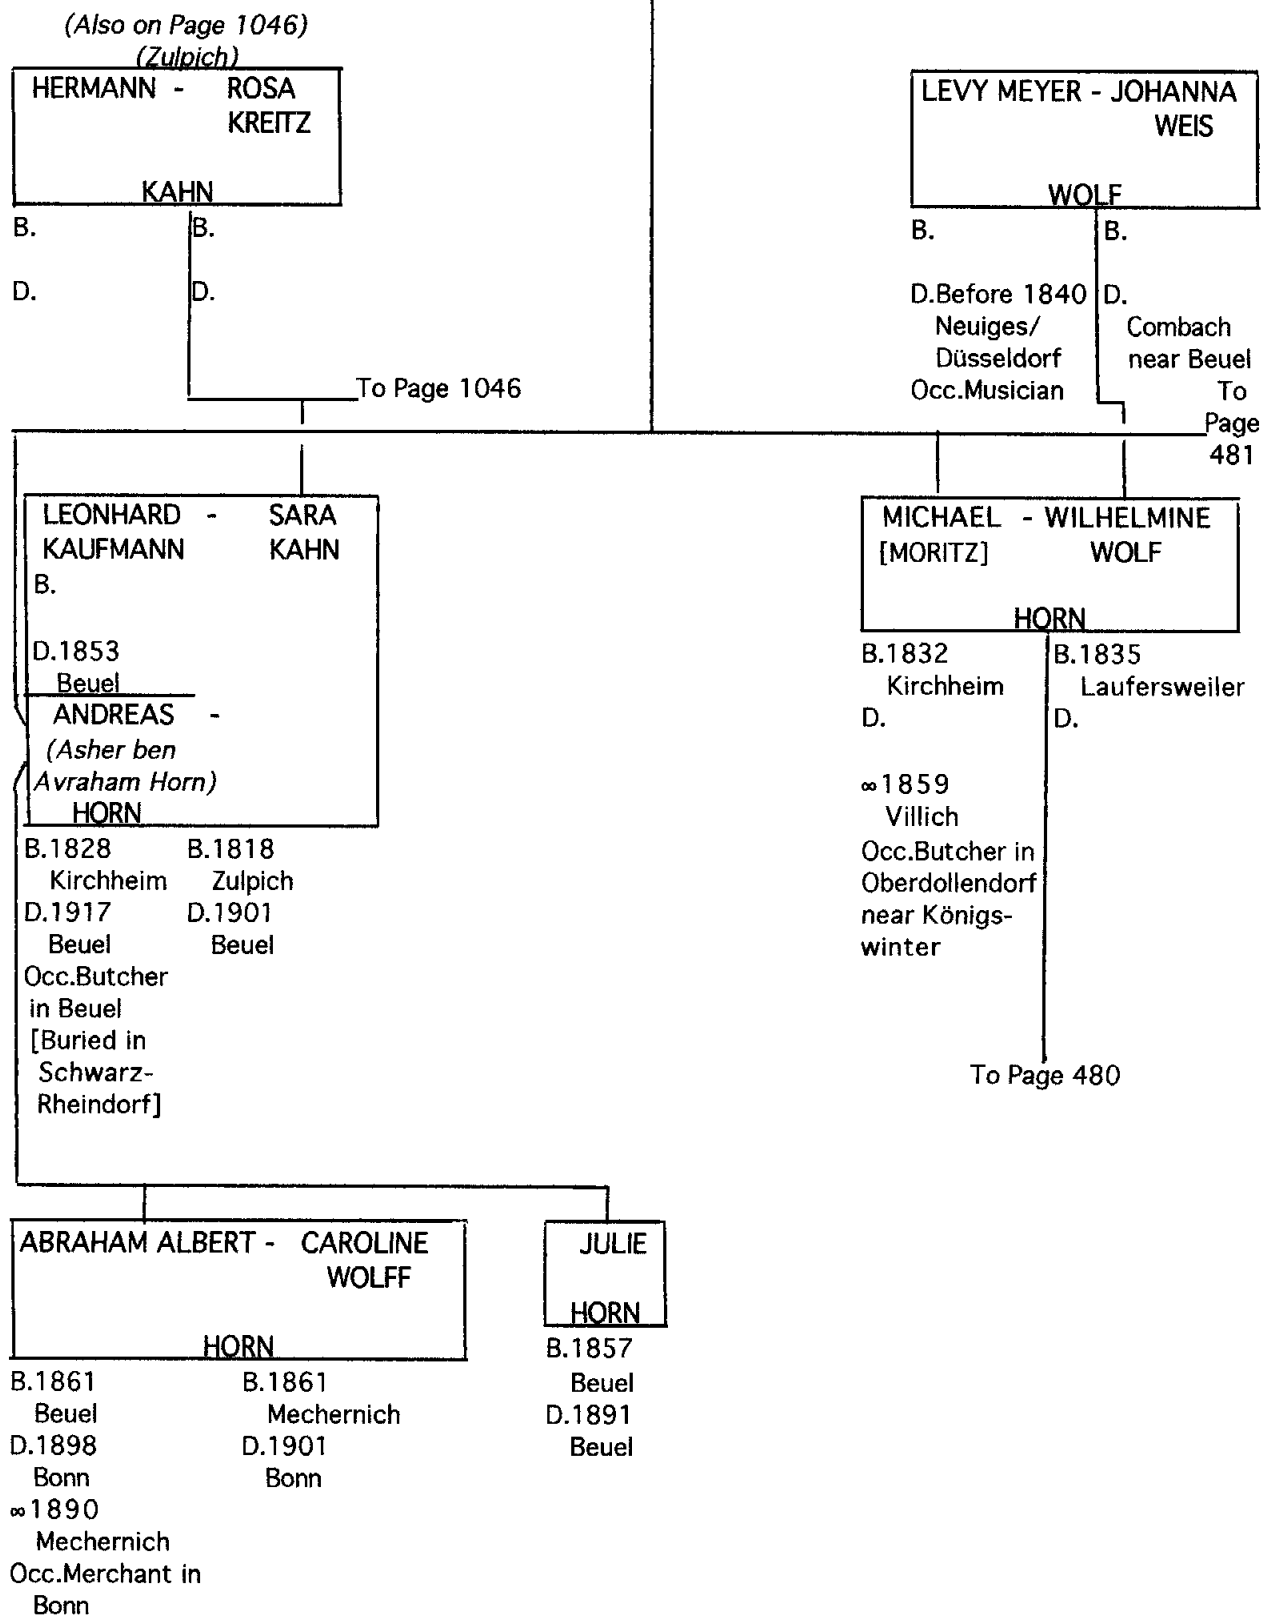 (Also on Page 1046)
(Zulpich)
HERMANN - ROSA
KREITZ
KAHN
B. B.
D. D.
To Page 1046
LEVY MEYER - JOHANNA
WEIS
WOLF
B. B.
D.Before 1840 D.
Neuiges/ Combach
Düsseldorf near Beuel
Occ.Musician To
Page
481
LEONHARD - SARA
KAUFMANN KAHN
B.
D.1853
Beuel
ANDREAS -
(Asher ben
Avraham Horn)
HORN
B.1828 B.1818
Kirchheim Zulpich
D.1917 D.1901
Beuel Beuel
Occ.Butcher
in Beuel
[Buried in
Schwarz-
Rheindorf]
MICHAEL - WILHELMINE
[MORITZ] WOLF
HORN
B.1832 B.1835
Kirchheim Laufersweiler
D. D.
∞1859
Villich
Occ.Butcher in
Oberdollendorf
near Königs-
winter
To Page 480
ABRAHAM ALBERT - CAROLINE
WOLFF
HORN
B.1861 B.1861
Beuel Mechernich
D.1898 D.1901
Bonn Bonn
∞1890
Mechernich
Occ.Merchant in
Bonn
JULIE
HORN
B.1857
Beuel
D.1891
Beuel